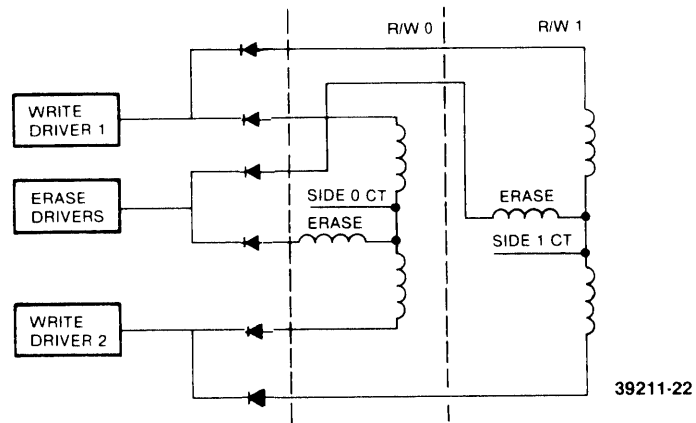 R/W 0
R/W 1
WRITE
DRIVER 1
ERASE
DRIVERS
SIDE 0 CT
ERASE
ERASE
SIDE 1 CT
WRITE
DRIVER 2
39211-22